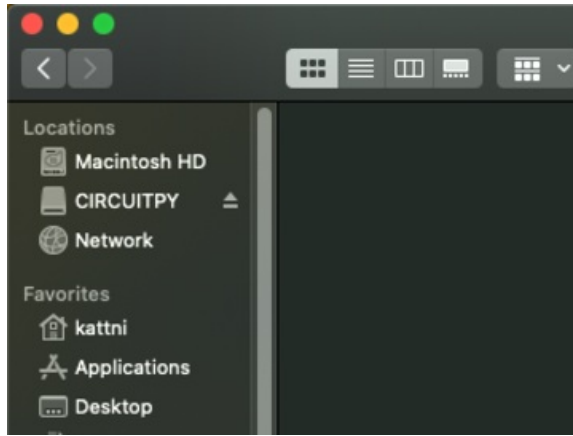 Locations
Macintosh HD
CIRCUITPY
Network
Favorites
kattni
Applications
Desktop